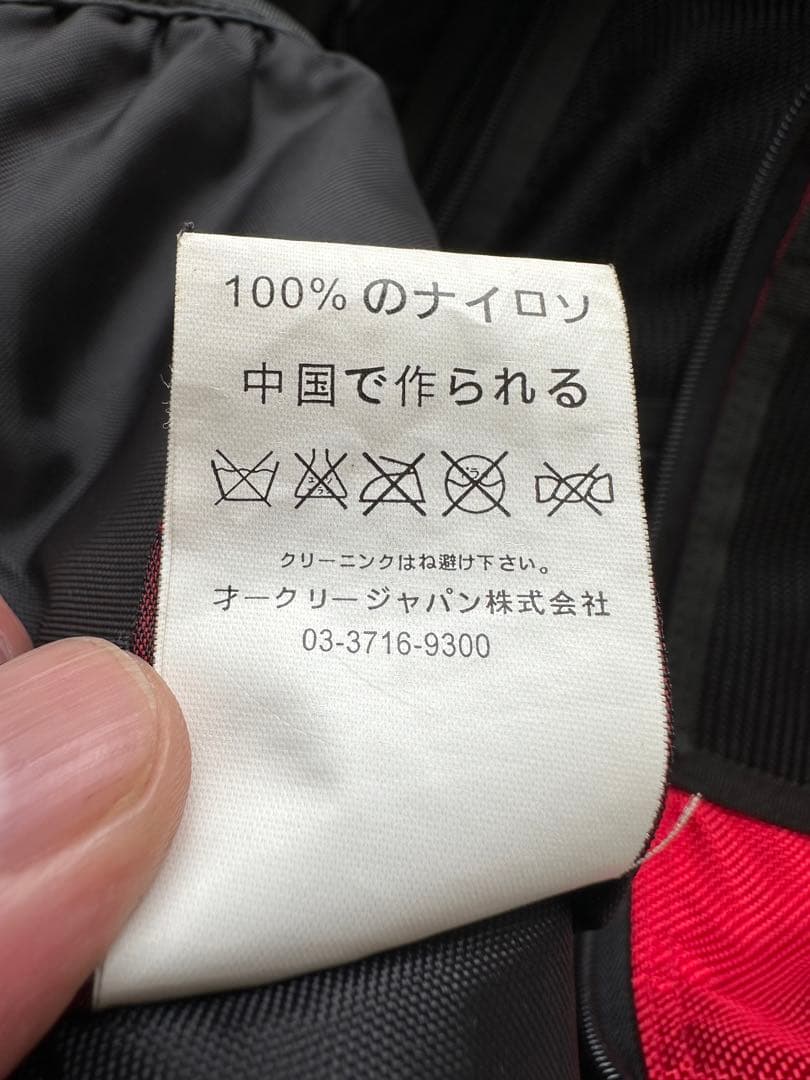 100% のナイロソ
中国で作られる
クリーニンクはね避け下さい。
才ークリージャパン株式会社
03-3716-9300